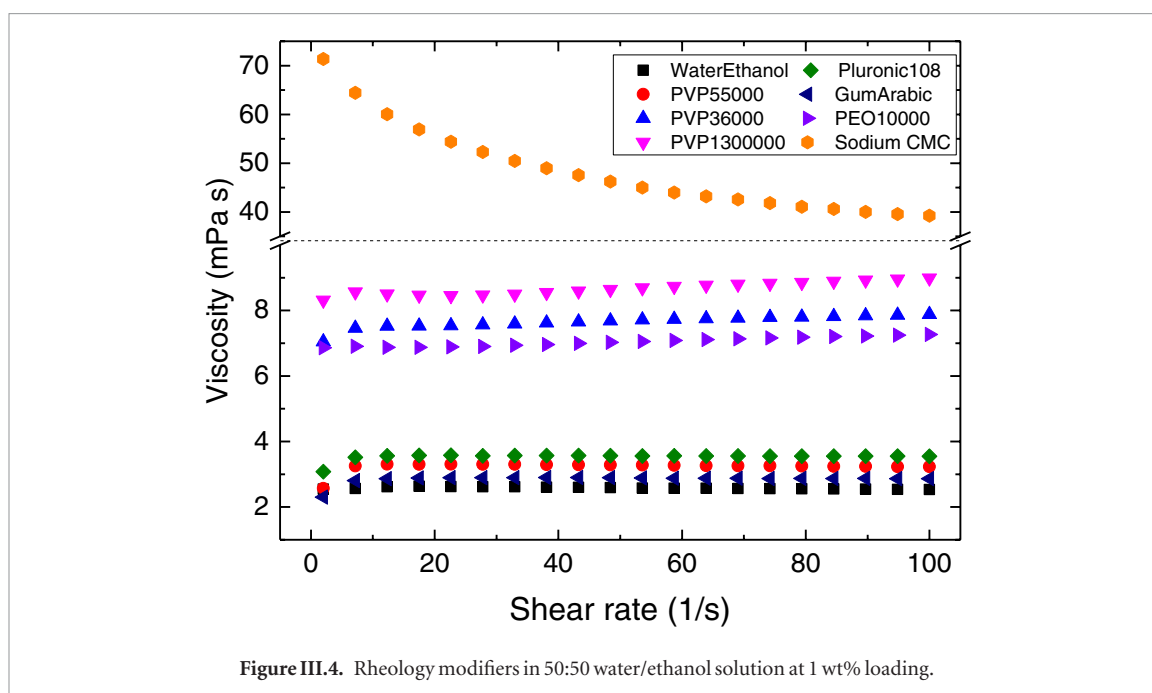 70
60
50
40
8
6
4
2
Viscosity (mPa s)
WaterEthanol
PVP55000
PVP36000
PVP1300000
Pluronic108
GumArabic
PEO10000
Sodium CMC
0 20 40 60 80 100
Shear rate (1/s)
Figure III.4. Rheology modifiers in 50:50 water/ethanol solution at 1 wt% loading.